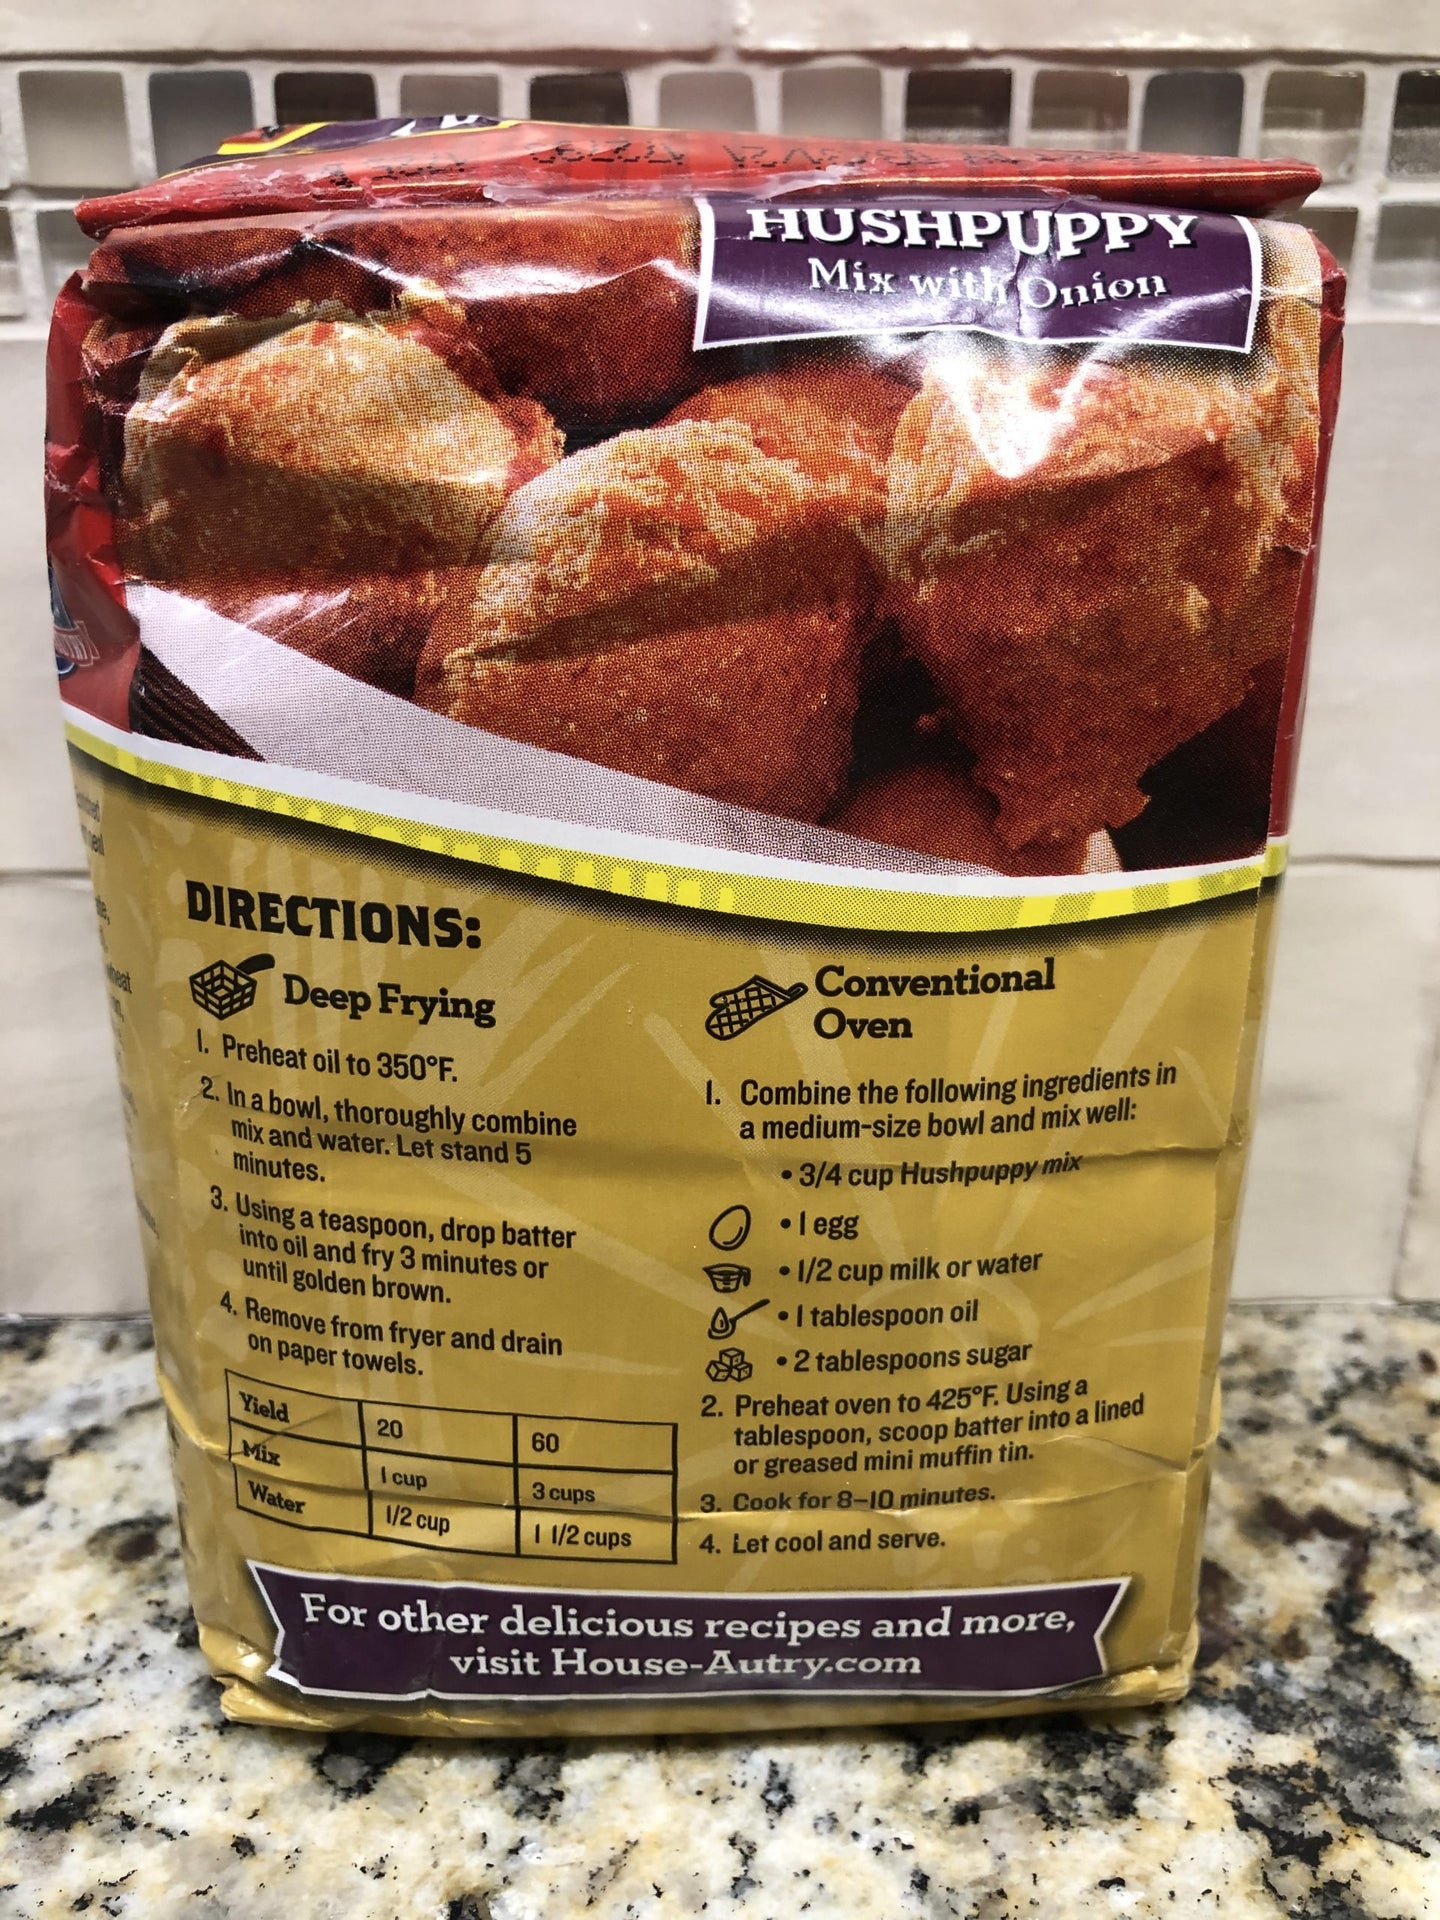 HUSHPUPPY
Mix with Onion
DIRECTIONS:
Deep Frying
1. Preheat oil to 350°F.
2. In a bowl, thoroughly combine
mix and water. Let stand 5
minutes.
3. Using a teaspoon, drop batter
into oil and fry 3 minutes or
until golden brown.
4. Remove from fryer and drain
on paper towels.
Yield 20 60
Mix 1 cup 3 cups
Water 1/2 cup 1 1/2 cups
Conventional
Oven
1. Combine the following ingredients in
a medium-size bowl and mix well:
• 3/4 cup Hushpuppy mix
• 1 egg
• 1/2 cup milk or water
• 1 tablespoon oil
• 2 tablespoons sugar
2. Preheat oven to 425°F. Using a
tablespoon, scoop batter into a lined
or greased mini muffin tin.
3. Cook for 8–10 minutes.
4. Let cool and serve.
For other delicious recipes and more,
visit House-Autry.com